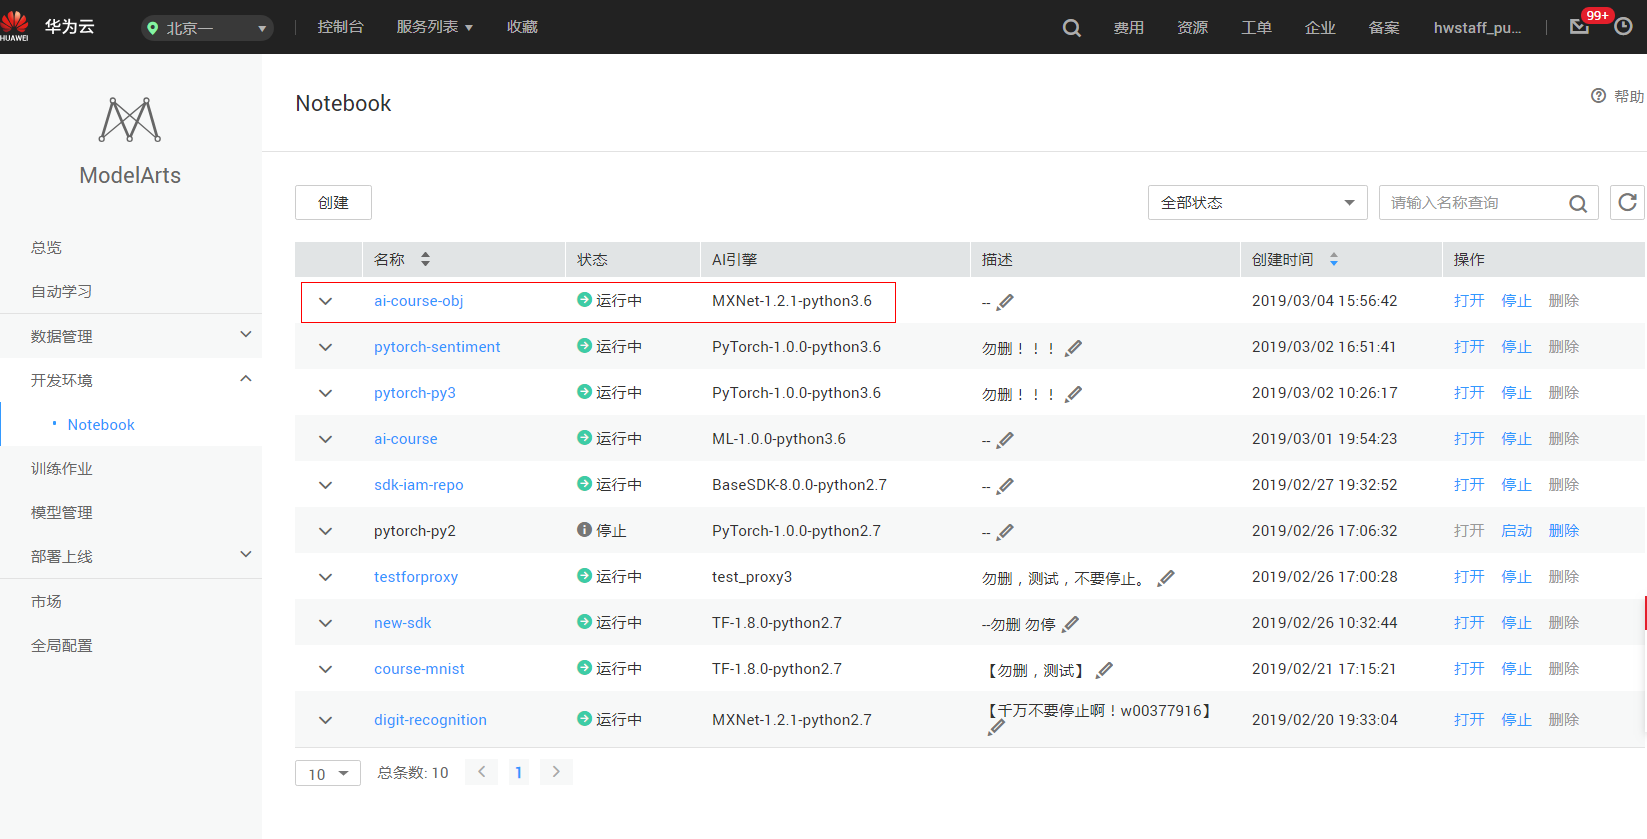 HUAWEI 华为云 北京一 控制台 服务列表 收藏 费用 资源 工单 企业 备案 hwstaff_pu... 99+
ModelArts
总览
自动学习
数据管理
开发环境
Notebook
训练作业
模型管理
部署上线
市场
全局配置
Notebook 帮助
创建 全部状态 请输入名称查询
名称 状态 AI引擎 描述 创建时间 操作
ai-course-obj 运行中 MXNet-1.2.1-python3.6 -- 2019/03/04 15:56:42 打开 停止 删除
pytorch-sentiment 运行中 PyTorch-1.0.0-python3.6 勿删！！！ 2019/03/02 16:51:41 打开 停止 删除
pytorch-py3 运行中 PyTorch-1.0.0-python3.6 勿删！！！ 2019/03/02 10:26:17 打开 停止 删除
ai-course 运行中 ML-1.0.0-python3.6 -- 2019/03/01 19:54:23 打开 停止 删除
sdk-iam-repo 运行中 BaseSDK-8.0.0-python2.7 -- 2019/02/27 19:32:52 打开 停止 删除
pytorch-py2 停止 PyTorch-1.0.0-python2.7 -- 2019/02/26 17:06:32 打开 启动 删除
testforproxy 运行中 test_proxy3 勿删，测试，不要停止。 2019/02/26 17:00:28 打开 停止 删除
new-sdk 运行中 TF-1.8.0-python2.7 --勿删 勿停 2019/02/26 10:32:44 打开 停止 删除
course-mnist 运行中 TF-1.8.0-python2.7 【勿删，测试】 2019/02/21 17:15:21 打开 停止 删除
digit-recognition 运行中 MXNet-1.2.1-python2.7 【千万不要停止啊！w00377916】 2019/02/20 19:33:04 打开 停止 删除
10 总条数: 10 < 1 >